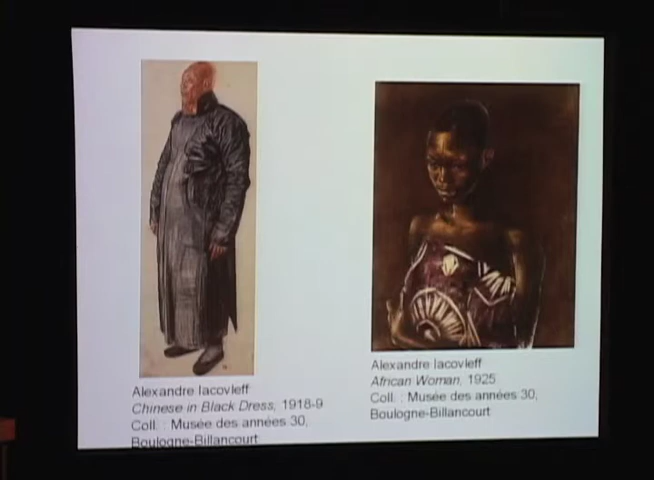 Alexandre Iacovleff
Chinese in Black Dress, 1918-9
Coll. : Musée des années 30,
Boulogne-Billancourt
Alexandre Iacovleff
African Woman, 1925
Coll. : Musée des années 30,
Boulogne-Billancourt